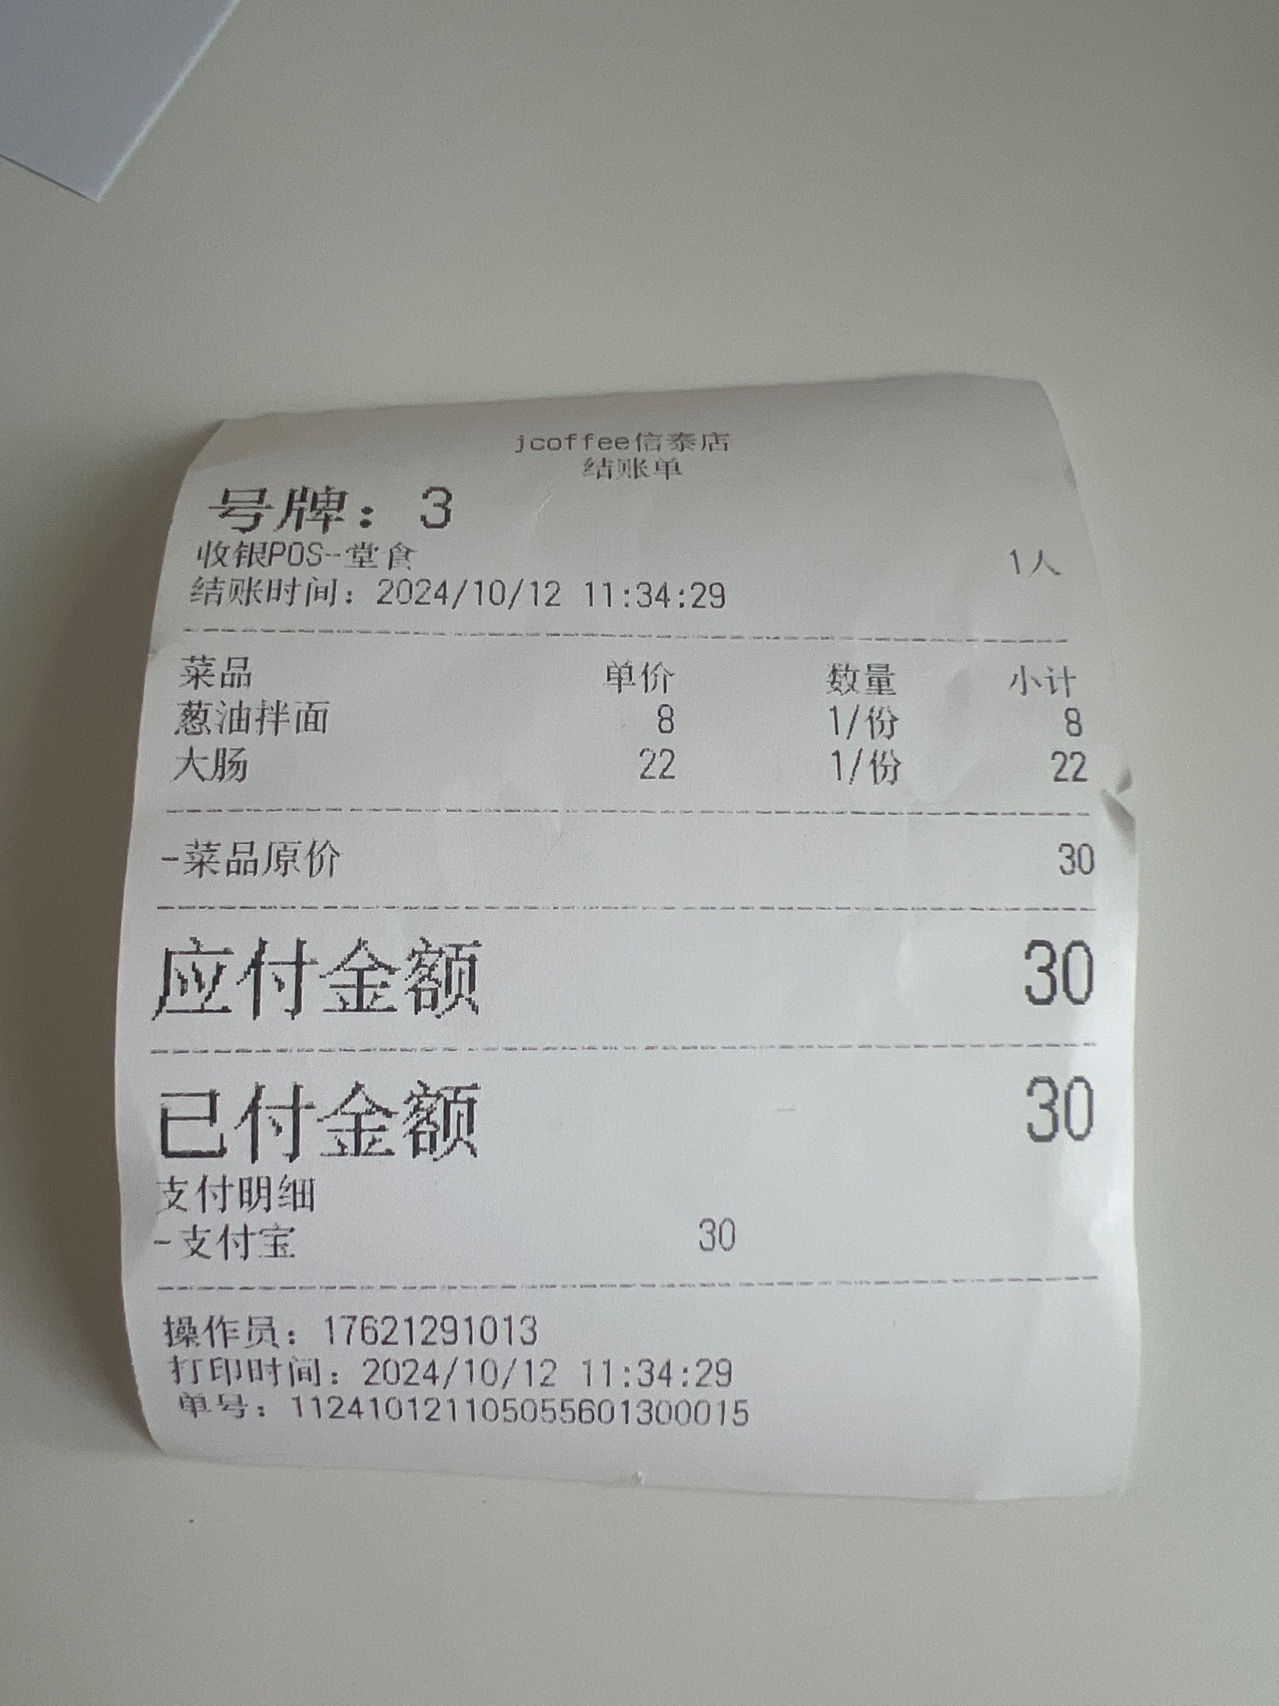 jcoffee信泰店
结账单
号牌：3
收银POS--堂食 1人
结账时间：2024/10/12 11:34:29
菜品 单价 数量 小计
葱油拌面 8 1/份 8
大肠 22 1/份 22
-菜品原价 30
应付金额 30
已付金额 30
支付明细
-支付宝 30
操作员：17621291013
打印时间：2024/10/12 11:34:29
单号：112410121105055601300015